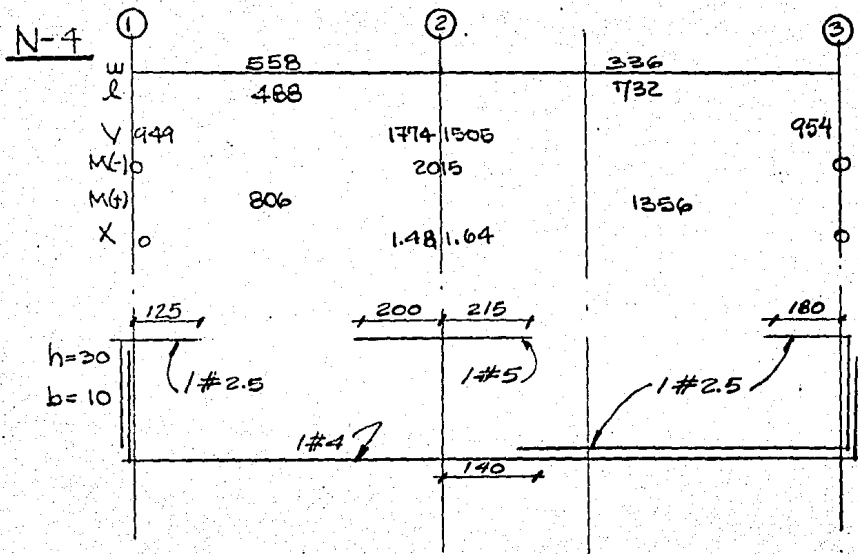 1 2 3
N-4
w 558 336
l 488 732
V 949 1774 1505 954
M(-) 0 2015 0
M(+) 806 1356
X 0 1.48 1.64 0
125 200 215 180
h=30
b=10
1#2.5 1#5 1#2.5
1#4
140